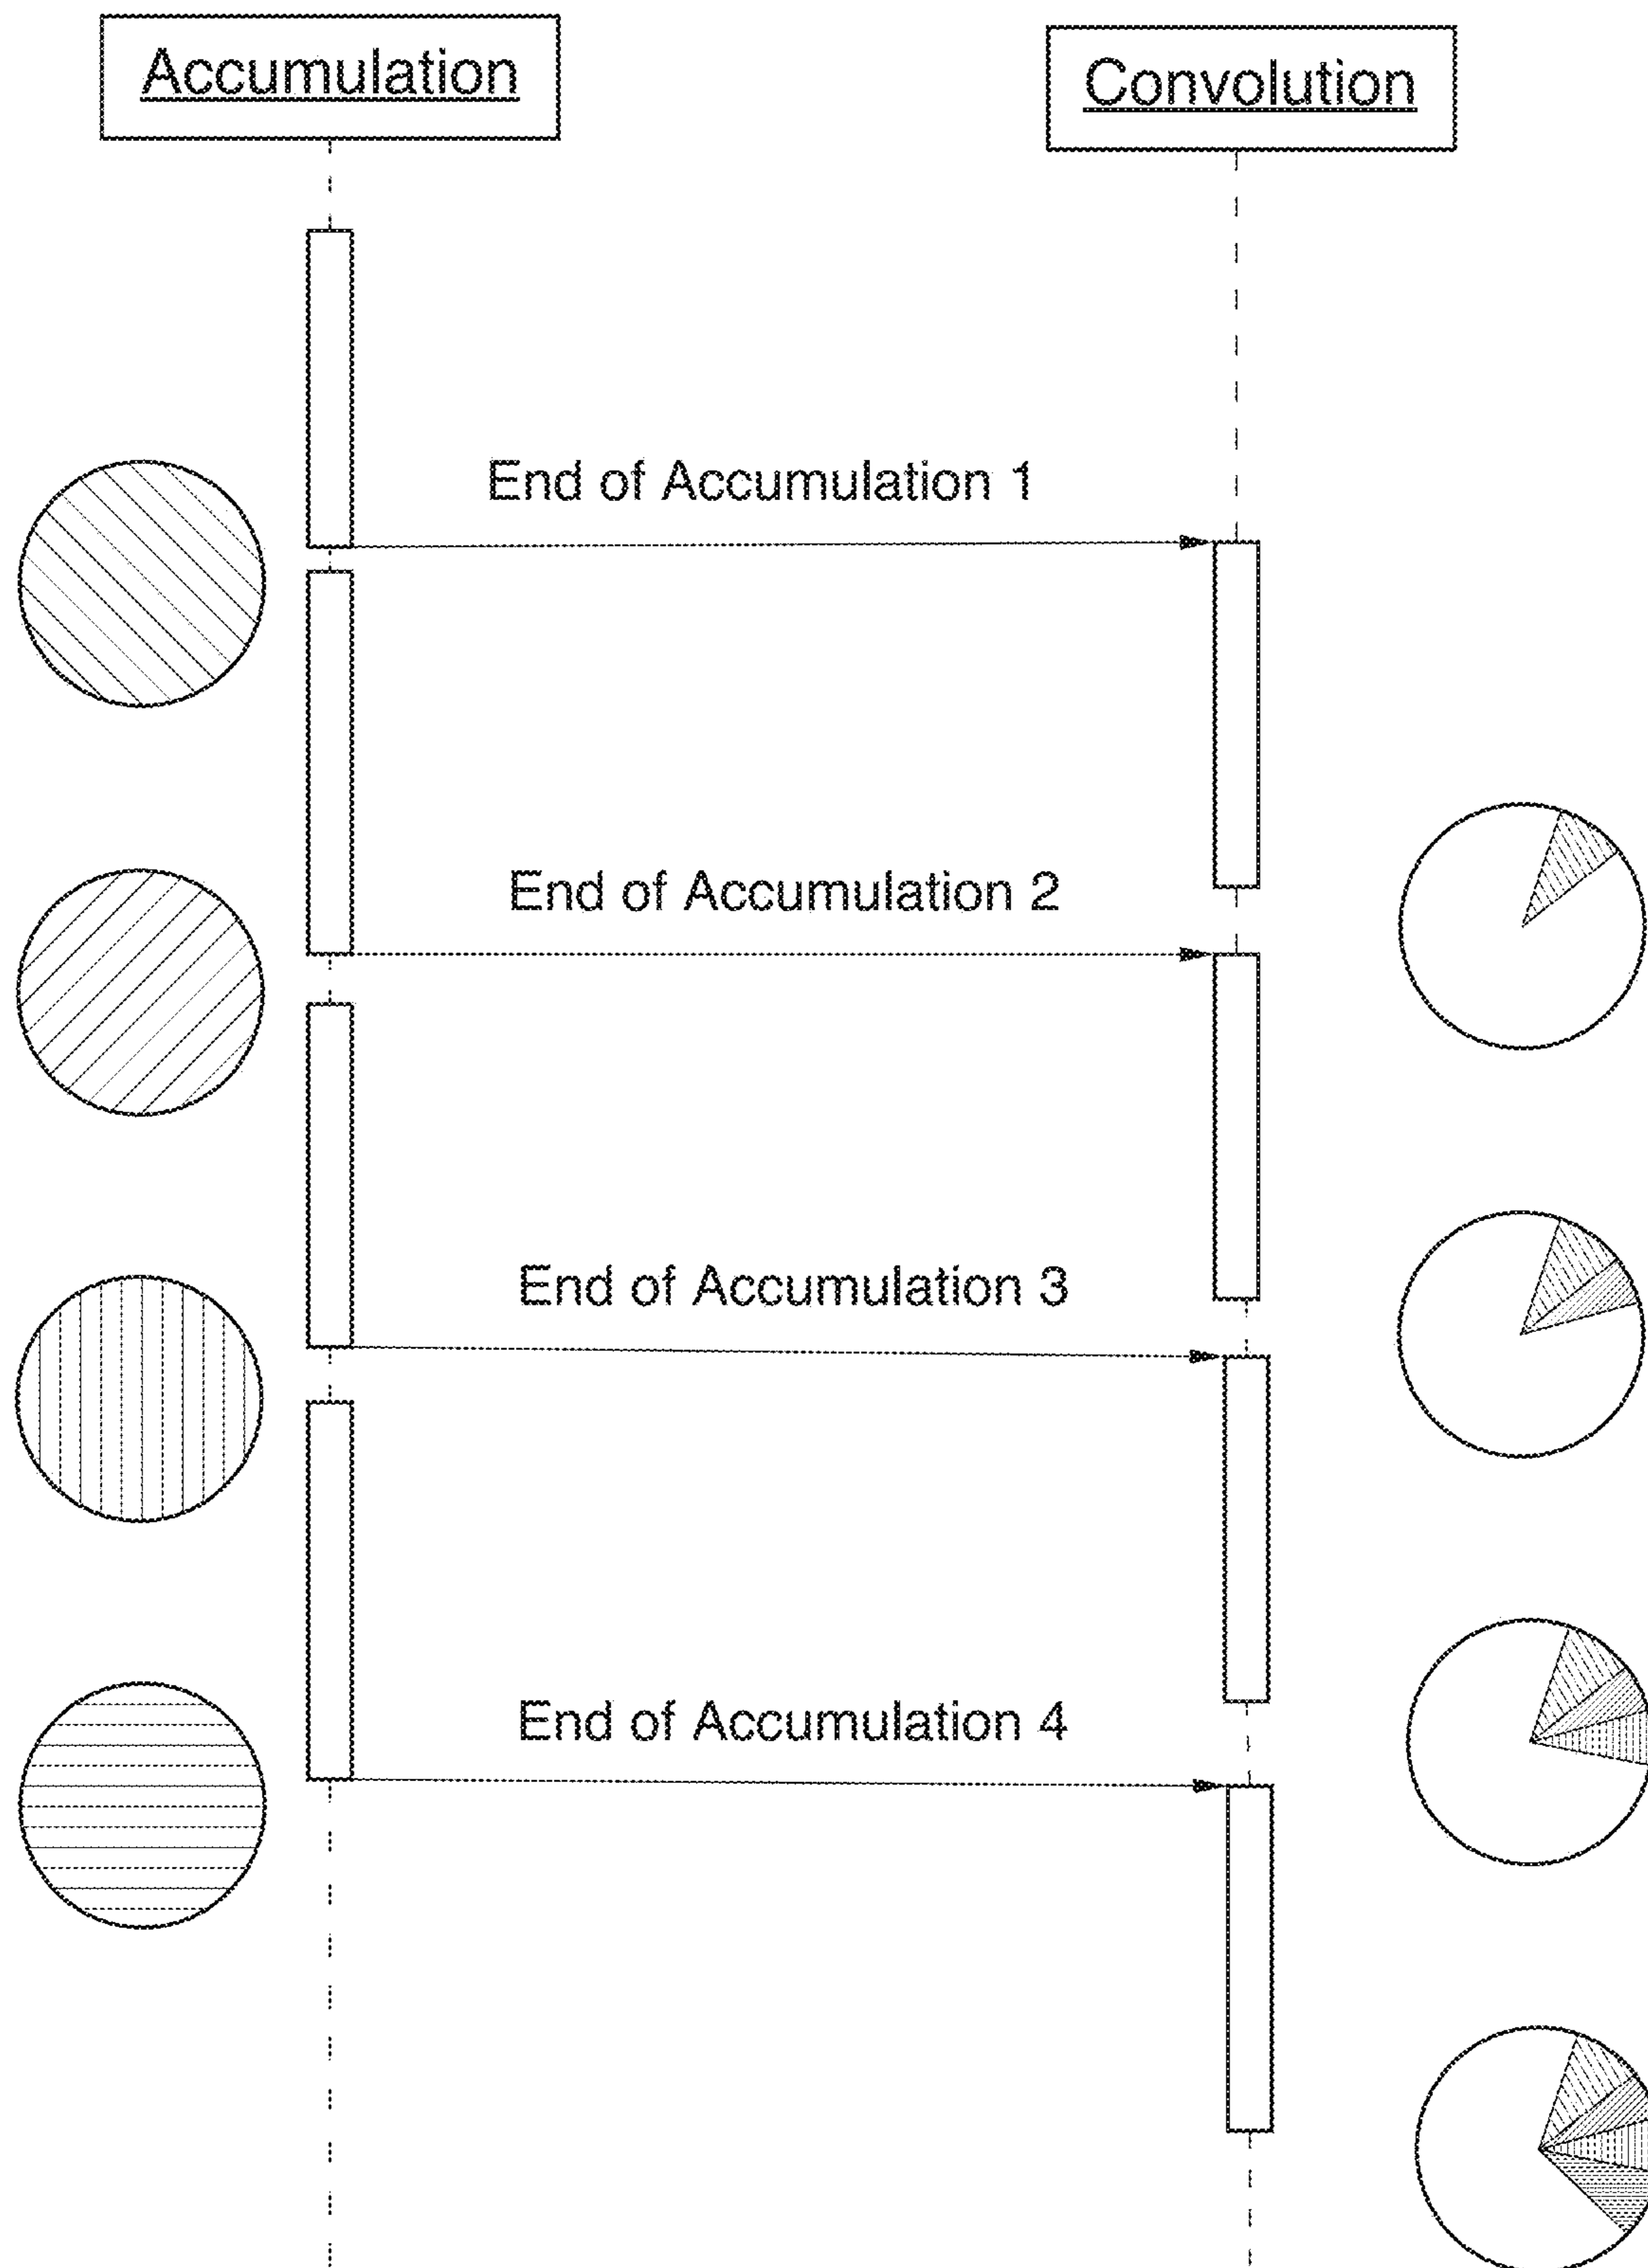 Accumulation
Convolution
End of Accumulation 1
End of Accumulation 2
End of Accumulation 3
End of Accumulation 4